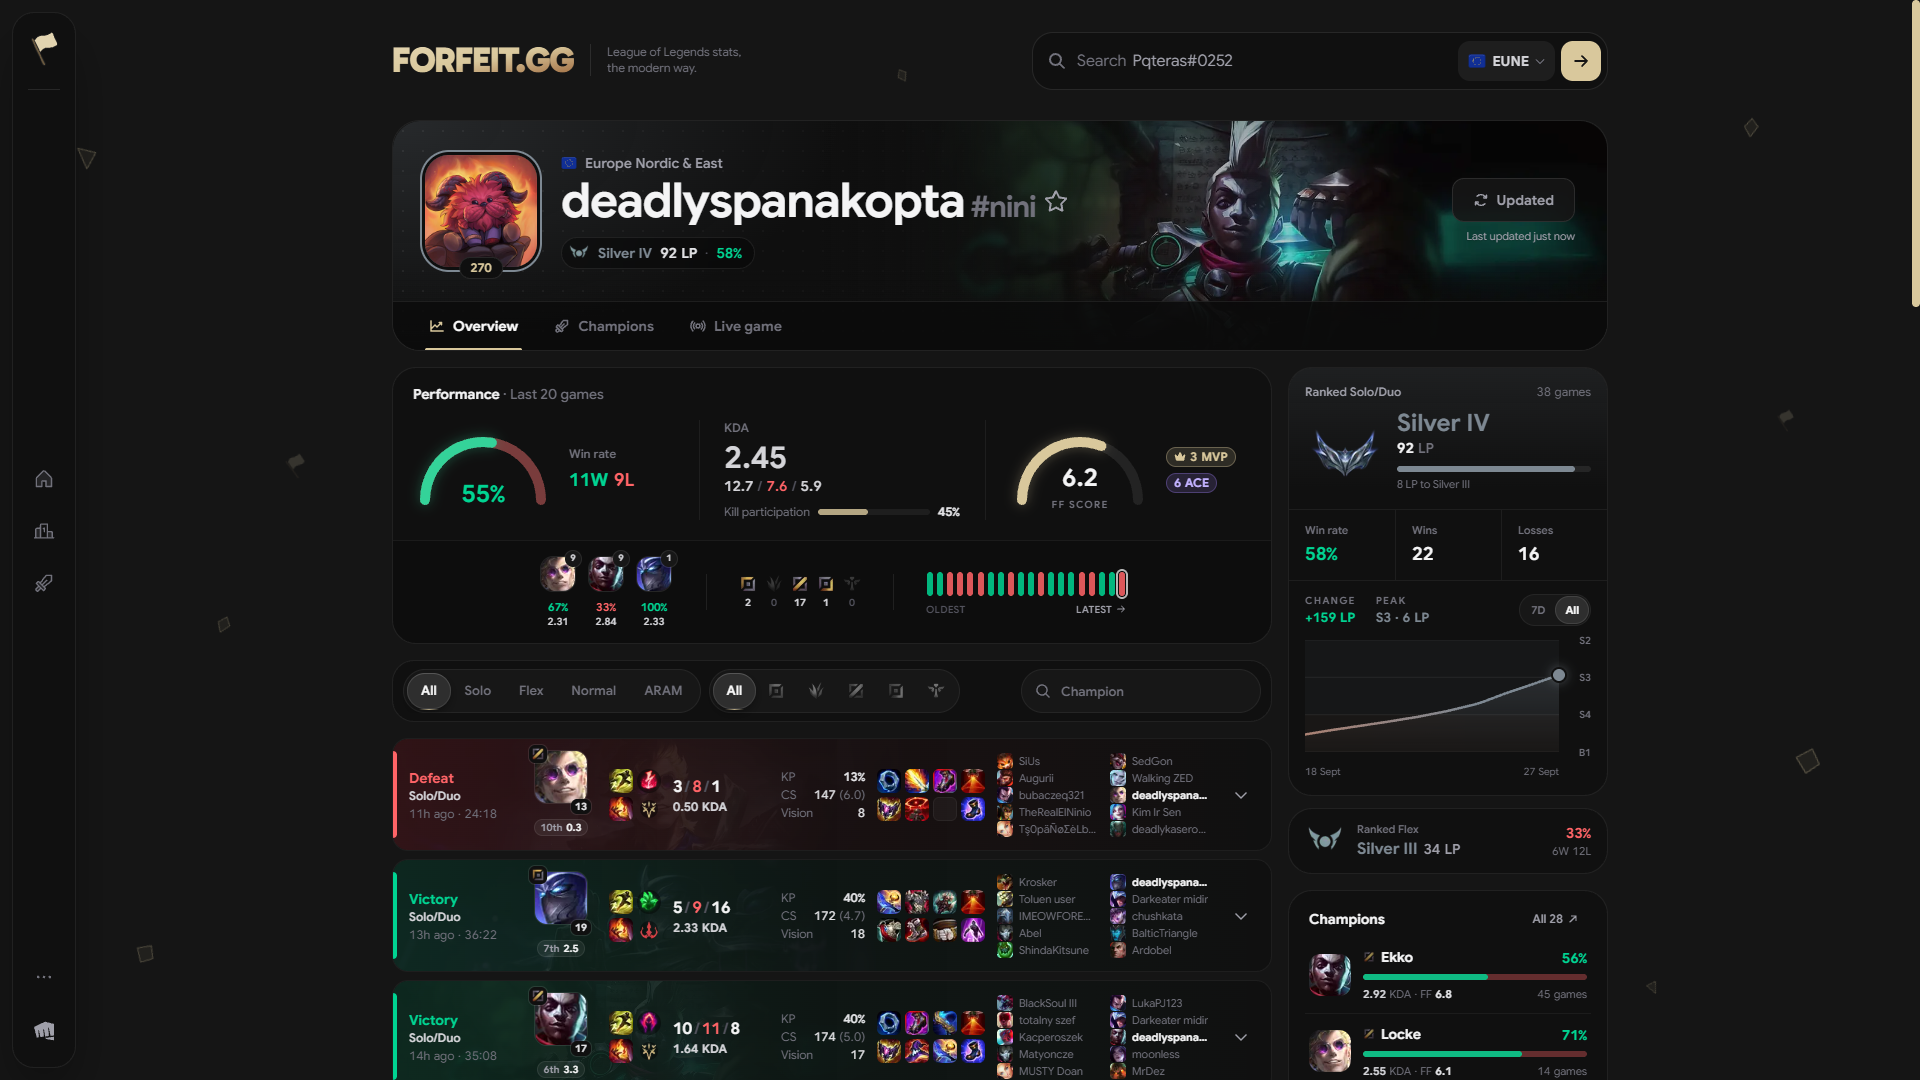 FORFEIT.GG
League of Legends stats,
the modern way.
Search Pqteras#0252
EUNE
Europe Nordic & East
deadlyspanakopta #nini
270
Silver IV 92 LP · 58%
Updated
Last updated just now
Overview
Champions
Live game
Performance · Last 20 games
55%
Win rate
11W 9L
KDA
2.45
12.7 / 7.6 / 5.9
Kill participation 45%
6.2
FF SCORE
3 MVP
6 ACE
9 9 1
67% 33% 100%
2.31 2.84 2.33
2 0 17 1 0
OLDEST
LATEST →
Ranked Solo/Duo 38 games
Silver IV
92 LP
8 LP to Silver III
Win rate Wins Losses
58% 22 16
CHANGE PEAK
+159 LP S3 · 6 LP
7D All
S2
S3
S4
B1
18 Sept 27 Sept
Ranked Flex
Silver III 34 LP
33%
6W 12L
Champions All 28
Ekko 56%
2.92 KDA · FF 6.8 45 games
Locke 71%
2.55 KDA · FF 6.1 14 games
All Solo Flex Normal ARAM
All
Champion
Defeat
Solo/Duo
11h ago · 24:18
13
10th 0.3
3 / 8 / 1
0.50 KDA
KP 13%
CS 147 (6.0)
Vision 8
SiUs
Augurii
bubaczeq321
TheRealElNinio
SedGon
Walking ZED
deadlyspana...
Kim Ir Sen
deadlykasero...
Victory
Solo/Duo
13h ago · 36:22
19
7th 2.5
5 / 9 / 16
2.33 KDA
KP 40%
CS 172 (4.7)
Vision 18
Krosker
Toluen user
IMEOWFORE...
Abel
ShindaKitsune
deadlyspana...
Darkeater midir
chushkata
BalticTriangle
Ardobel
Victory
Solo/Duo
14h ago · 35:08
17
6th 3.3
10 / 11 / 8
1.64 KDA
KP 40%
CS 174 (5.0)
Vision 17
BlackSoul III
totalny szef
Kacperoszek
Matyoncze
MUSTY Doan
LukaPJ123
Darkeater midir
deadlyspana...
moonless
MrDez